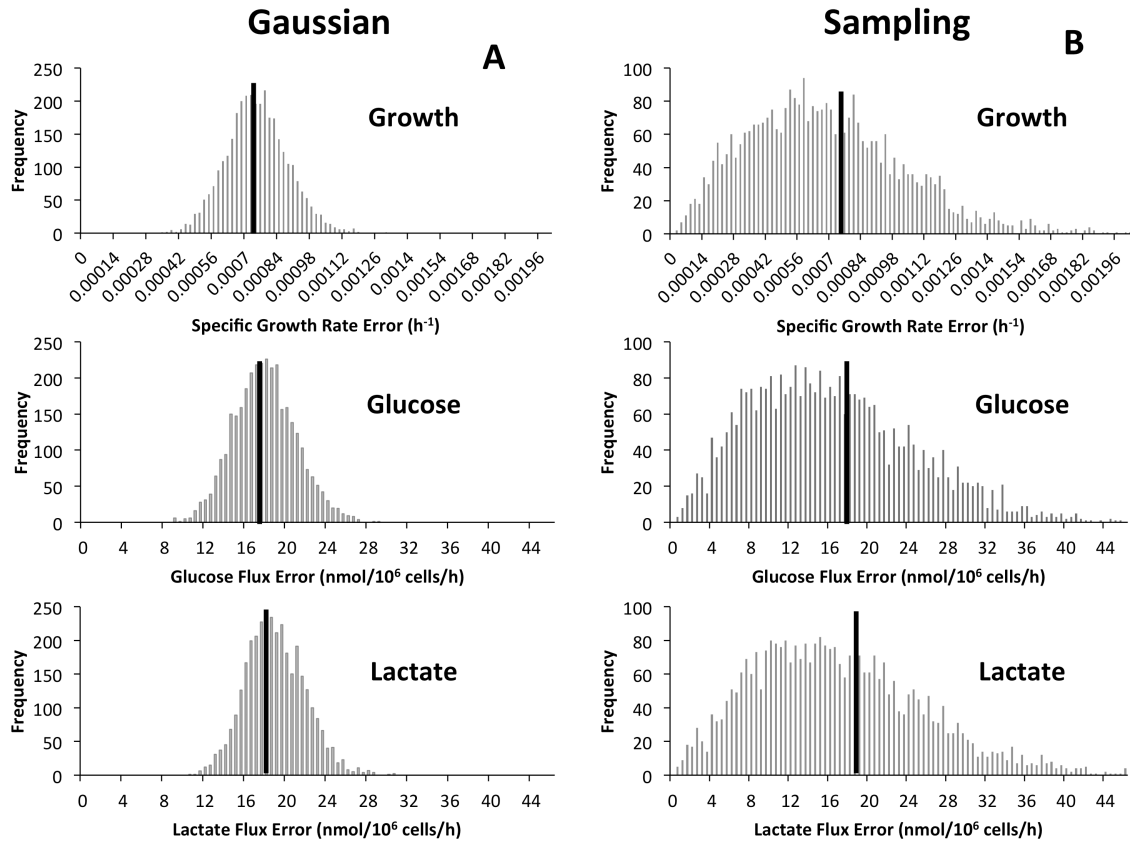 Gaussian
Sampling
A
B
250
200
150
100
50
0
Frequency
Growth
0
0.00014
0.00028
0.00042
0.00056
0.0007
0.00084
0.00098
0.00112
0.00126
0.0014
0.00154
0.00168
0.00182
0.00196
Specific Growth Rate Error (h-1)
100
80
60
40
20
0
Frequency
Growth
0
0.00014
0.00028
0.00042
0.00056
0.0007
0.00084
0.00098
0.00112
0.00126
0.0014
0.00154
0.00168
0.00182
0.00196
Specific Growth Rate Error (h-1)
250
200
150
100
50
0
Frequency
Glucose
0 4 8 12 16 20 24 28 32 36 40 44
Glucose Flux Error (nmol/10⁶ cells/h)
100
80
60
40
20
0
Frequency
Glucose
0 4 8 12 16 20 24 28 32 36 40 44
Glucose Flux Error (nmol/10⁶ cells/h)
250
200
150
100
50
0
Frequency
Lactate
0 4 8 12 16 20 24 28 32 36 40 44
Lactate Flux Error (nmol/10⁶ cells/h)
100
80
60
40
20
0
Frequency
Lactate
0 4 8 12 16 20 24 28 32 36 40 44
Lactate Flux Error (nmol/10⁶ cells/h)